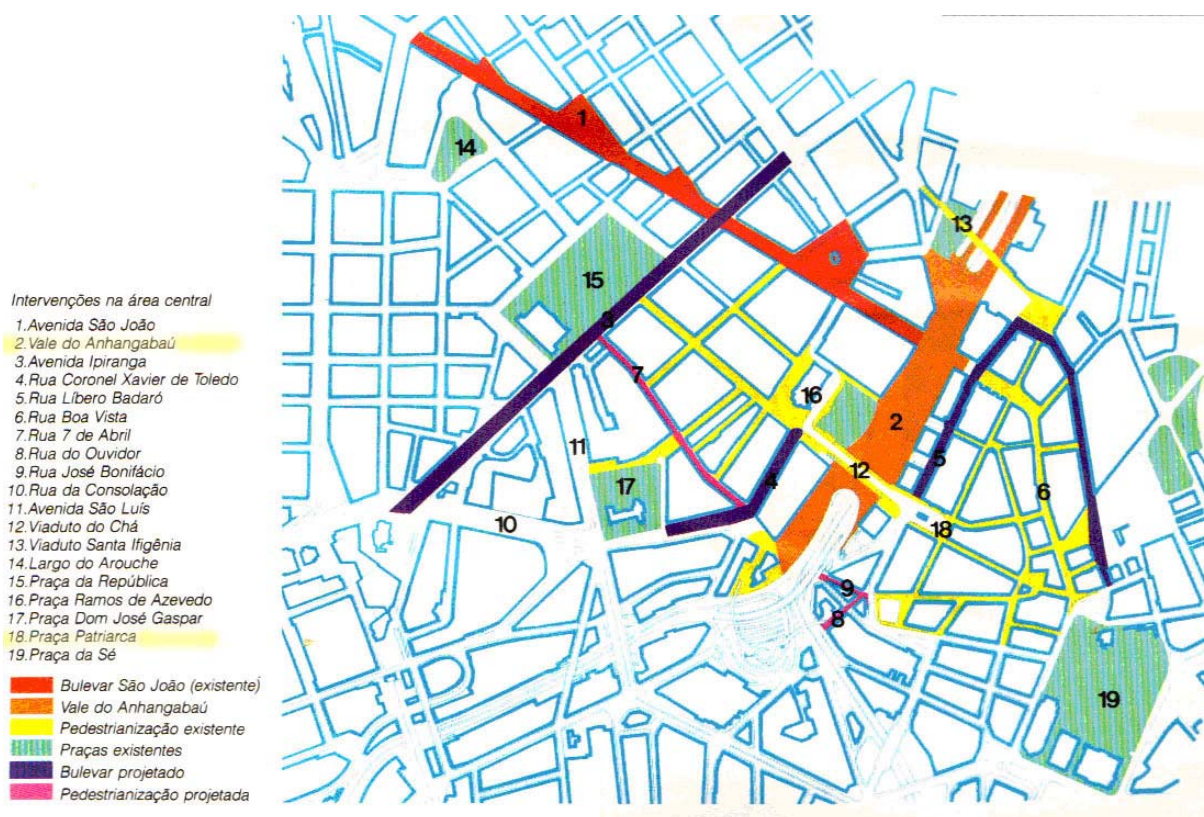 Intervenções na área central
1.Avenida São João
2.Vale do Anhangabaú
3.Avenida Ipiranga
4.Rua Coronel Xavier de Toledo
5.Rua Líbero Badaró
6.Rua Boa Vista
7.Rua 7 de Abril
8.Rua do Ouvidor
9.Rua José Bonifácio
10.Rua da Consolação
11.Avenida São Luís
12.Viaduto do Chá
13.Viaduto Santa Ifigênia
14.Largo do Arouche
15.Praça da República
16.Praça Ramos de Azevedo
17.Praça Dom José Gaspar
18.Praça Patriarca
19.Praça da Sé
Bulevar São João (existente)
Vale do Anhangabaú
Pedestrianização existente
Praças existentes
Bulevar projetado
Pedestrianização projetada
1
14
13
15
3
7
16
2
11
12
5
4
17
6
10
18
9
8
19